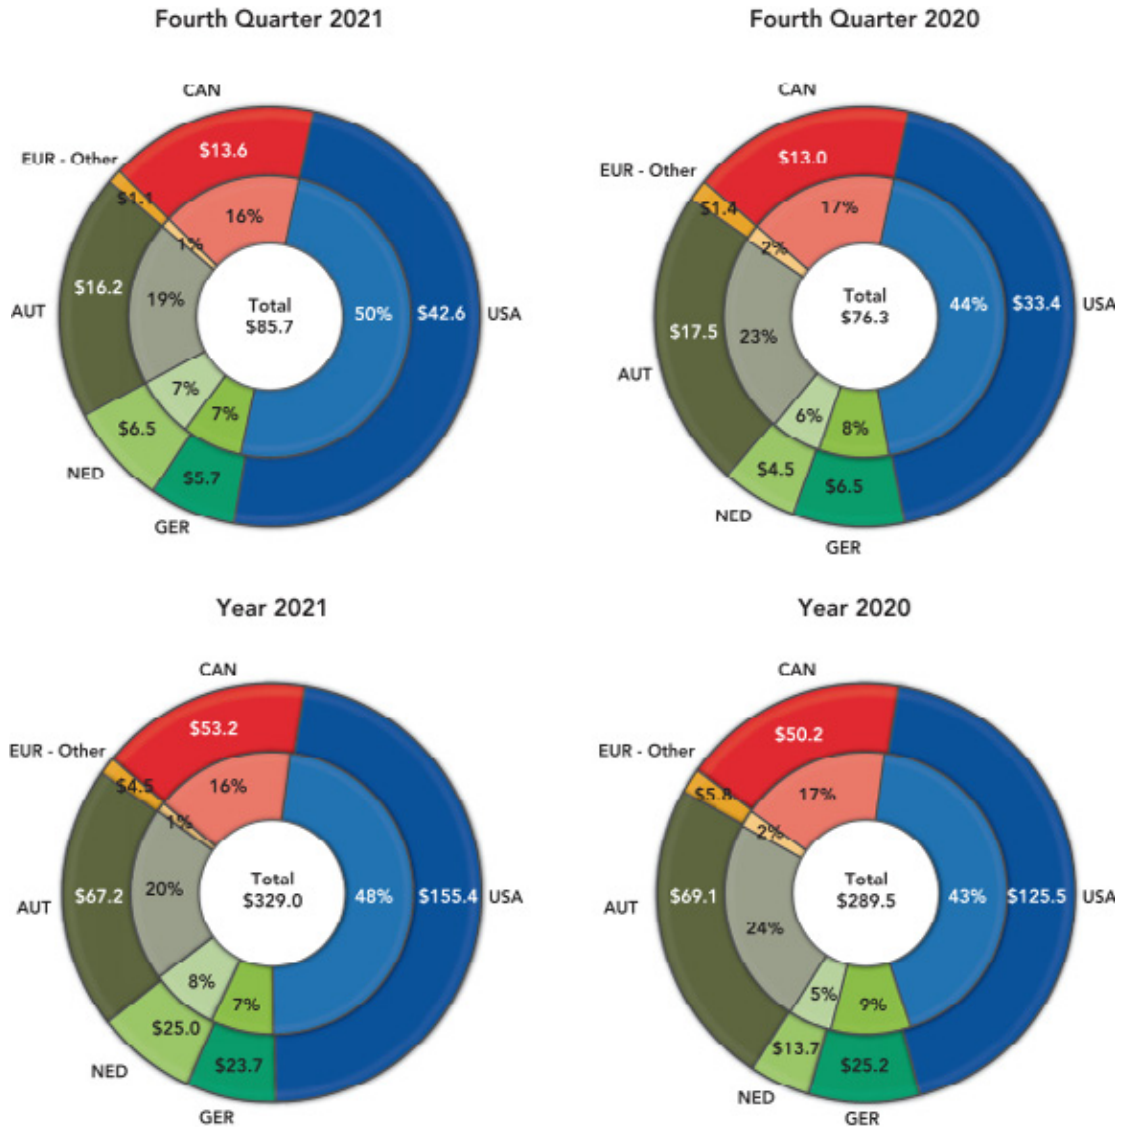 Fourth Quarter 2021
CAN
$13.6
EUR - Other
$1.1
16%
1%
$16.2
19%
Total
$85.7
50%
$42.6
USA
AUT
7%
7%
$6.5
$5.7
NED
GER
Fourth Quarter 2020
CAN
$13.0
EUR - Other
$1.4
17%
2%
Total
$76.3
44%
$33.4
USA
$17.5
23%
AUT
6%
8%
$4.5
$6.5
NED
GER
Year 2021
CAN
$53.2
EUR - Other
$4.5
16%
1%
$67.2
20%
Total
$329.0
48%
$155.4
USA
AUT
8%
7%
$25.0
$23.7
NED
GER
Year 2020
CAN
$50.2
EUR - Other
$5.8
17%
2%
Total
$289.5
43%
$125.5
USA
$69.1
AUT
24%
5%
9%
$13.7
$25.2
NED
GER